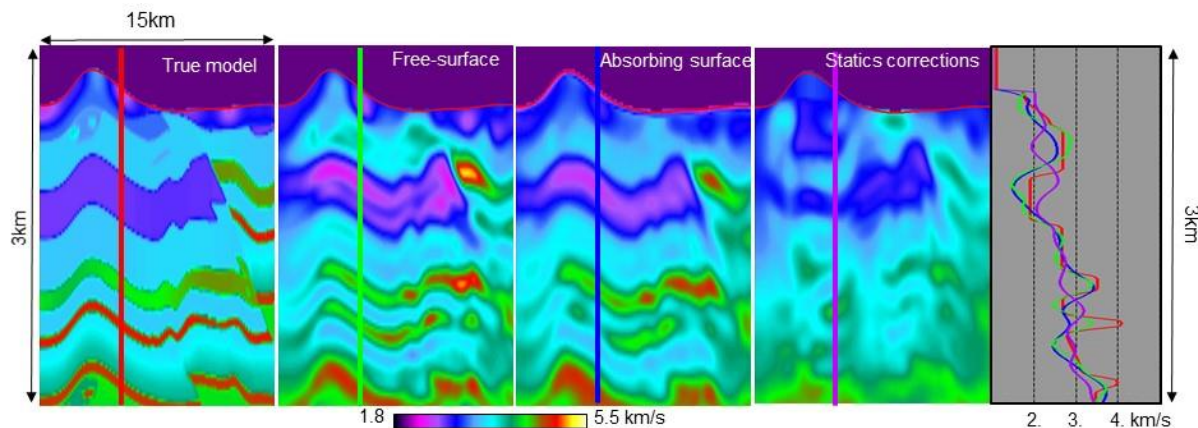 15km
True model
Free-surface
Absorbing surface
Statics corrections
3km
3km
1.8
5.5 km/s
2. 3. 4. km/s